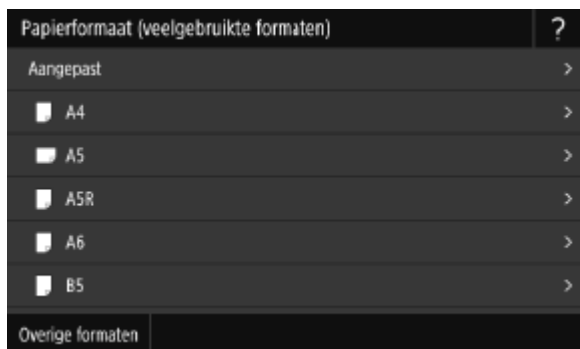 Papierformaat (veelgebruikte formaten) ?
Aangepast >
A4 >
A5 >
A5R >
A6 >
B5 >
Overige formaten